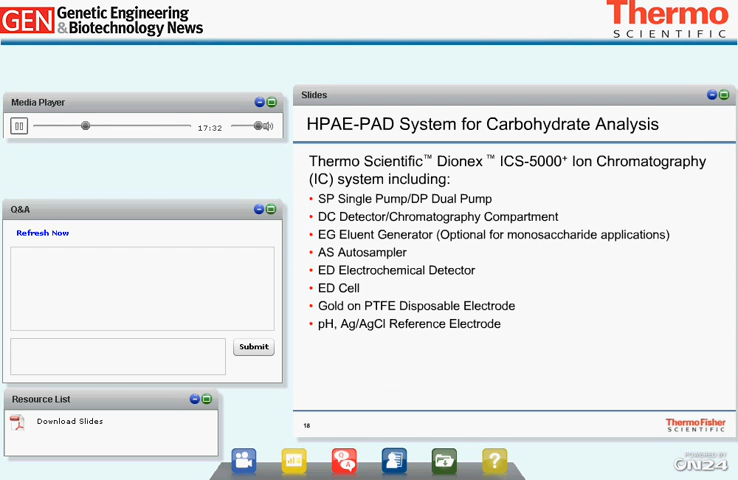 GEN Genetic Engineering
& Biotechnology News
Thermo
SCIENTIFIC
Media Player
17:32
Slides
HPAE-PAD System for Carbohydrate Analysis
Thermo Scientific™ Dionex ™ ICS-5000⁺ Ion Chromatography
(IC) system including:
• SP Single Pump/DP Dual Pump
• DC Detector/Chromatography Compartment
• EG Eluent Generator (Optional for monosaccharide applications)
• AS Autosampler
• ED Electrochemical Detector
• ED Cell
• Gold on PTFE Disposable Electrode
• pH, Ag/AgCl Reference Electrode
18
ThermoFisher
SCIENTIFIC
Q&A
Refresh Now
Submit
Resource List
Download Slides
Q
A
?
POWERED BY
ON24